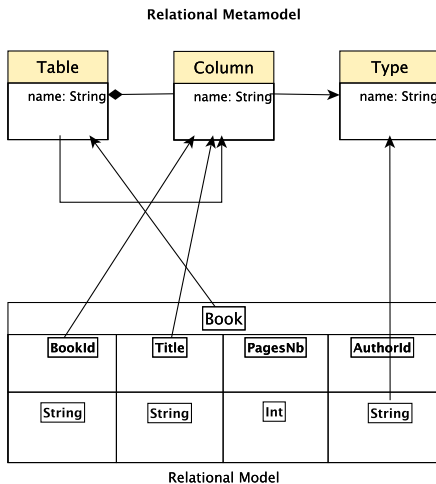 Relational Metamodel
Table Column Type
name: String name: String name: String
Book
BookId Title PagesNb AuthorId
String String Int String
Relational Model